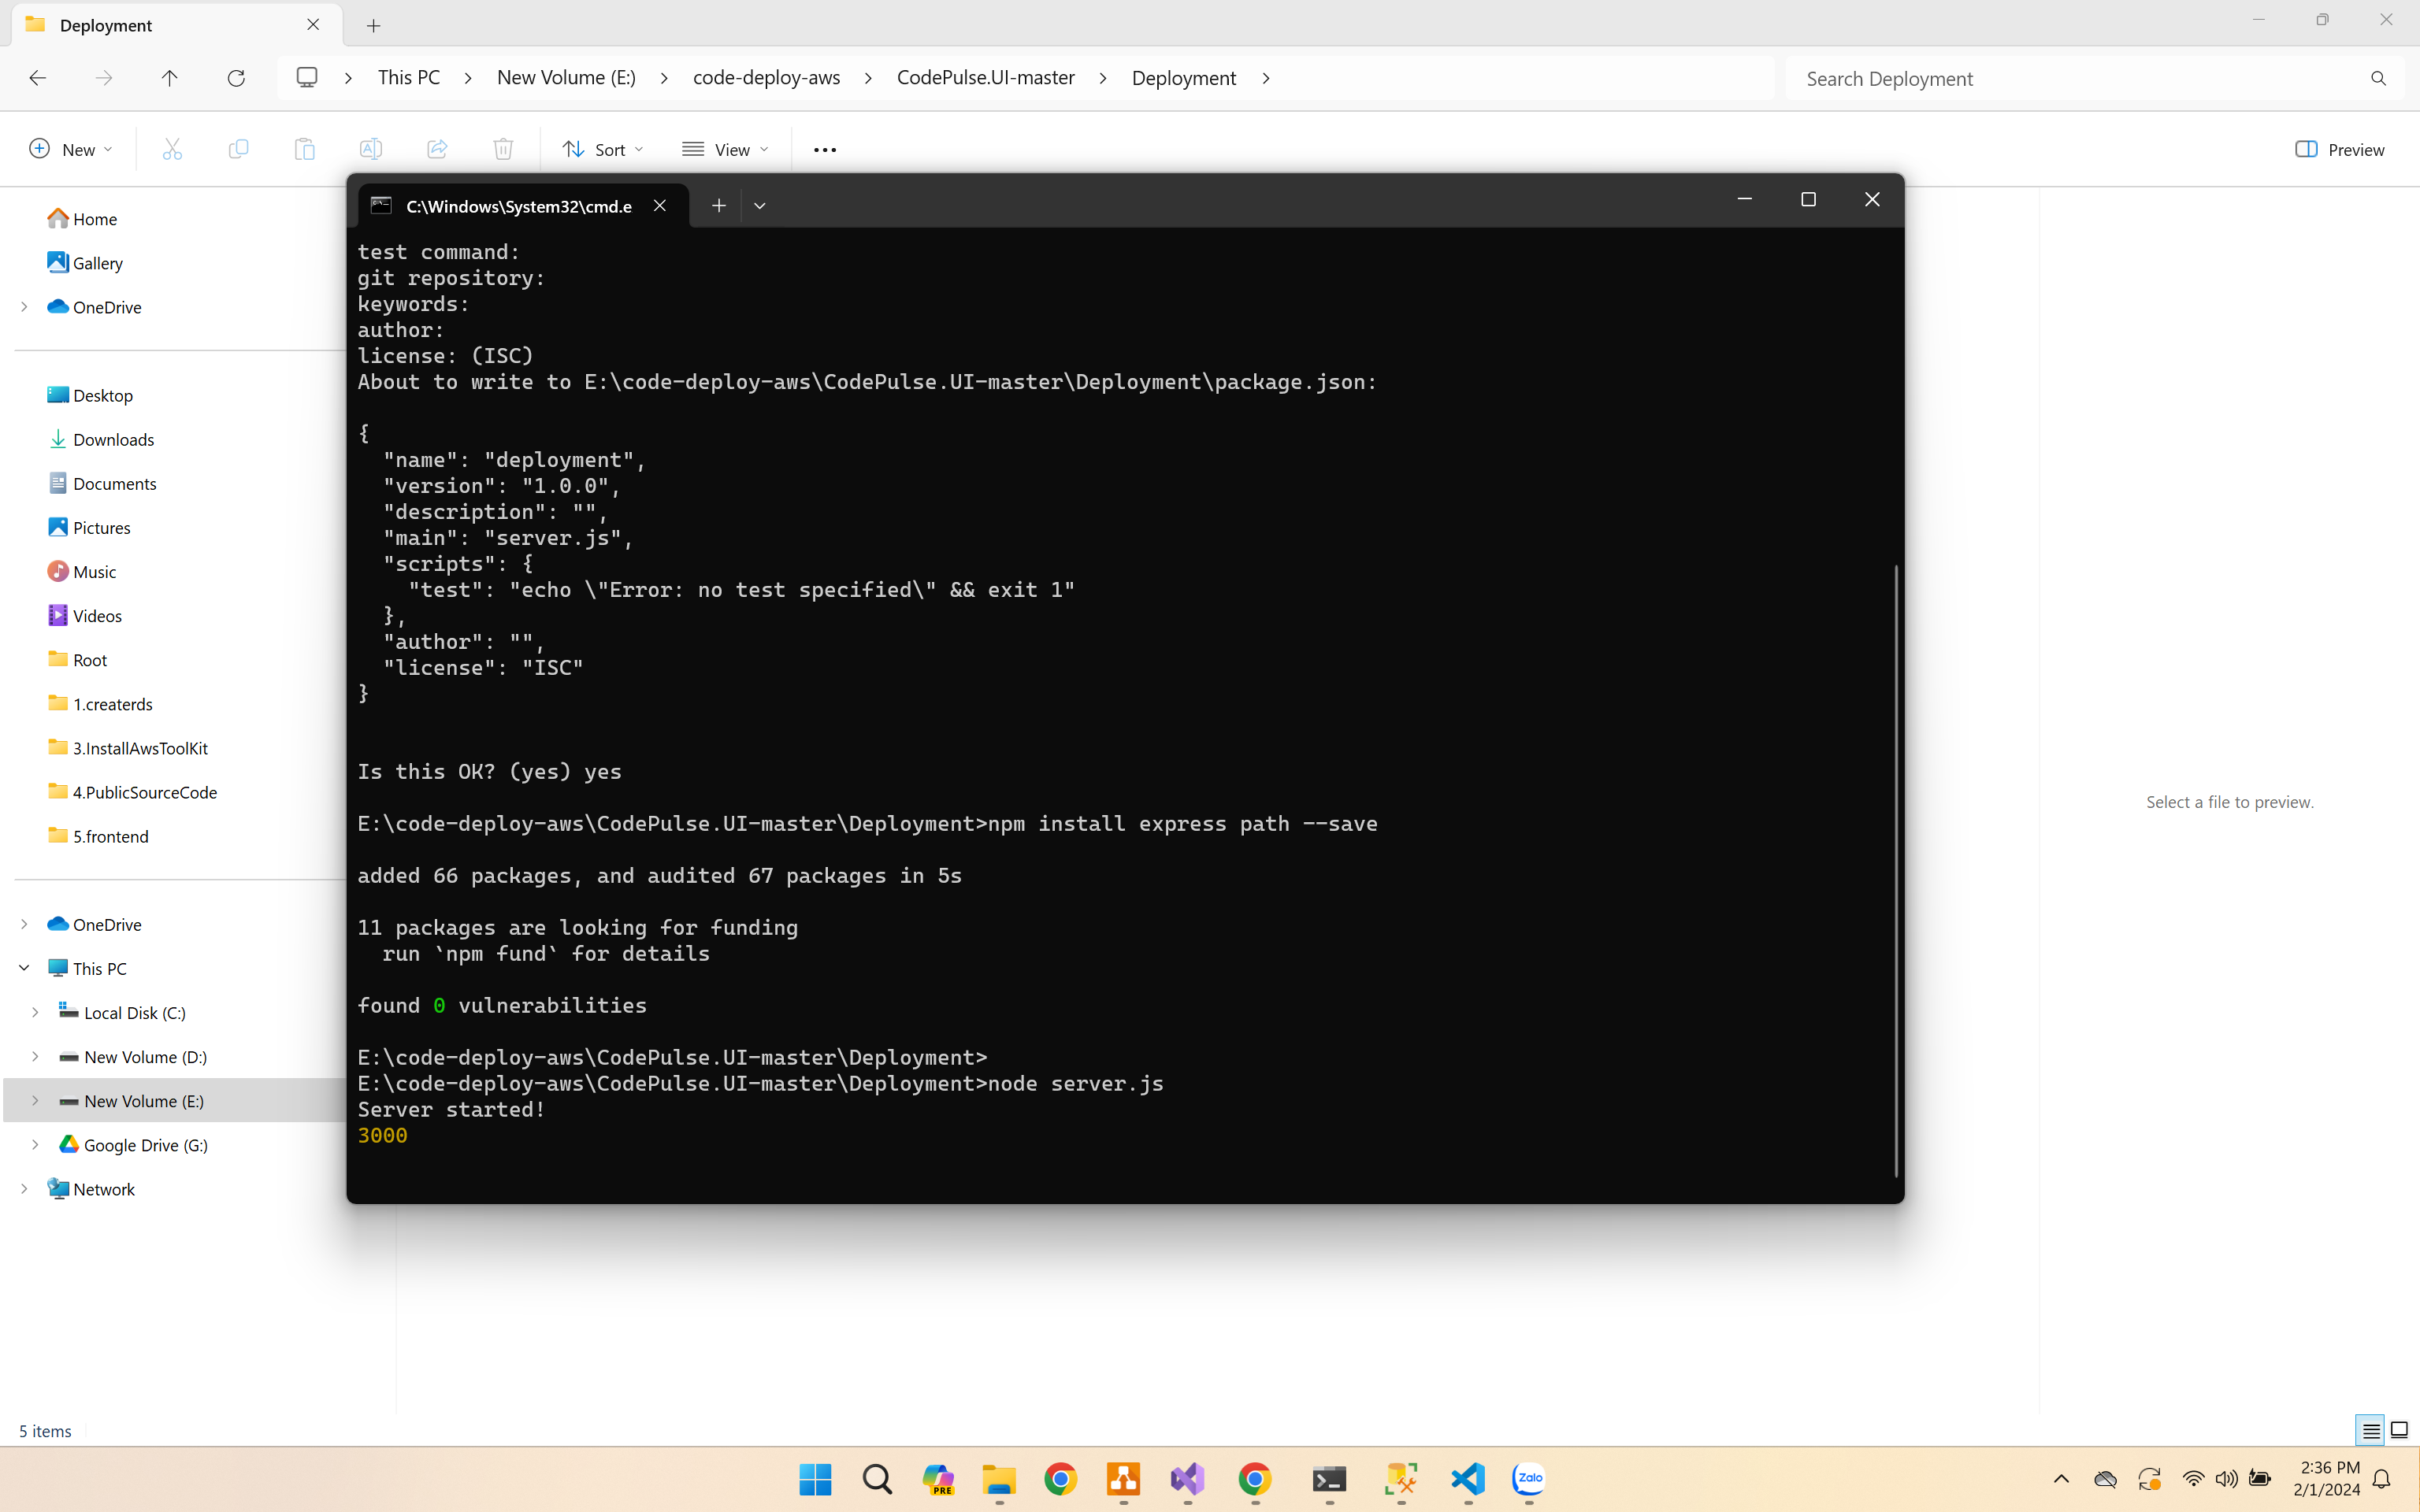 Deployment
This PC
New Volume (E:)
code-deploy-aws
CodePulse.UI-master
Deployment
Search Deployment
New
Sort
View
Preview
Home
Gallery
OneDrive
Desktop
Downloads
Documents
Pictures
Music
Videos
Root
1.createrds
3.InstallAwsToolKit
4.PublicSourceCode
5.frontend
OneDrive
This PC
Local Disk (C:)
New Volume (D:)
New Volume (E:)
Google Drive (G:)
Network
C:\Windows\System32\cmd.e
test command:
git repository:
keywords:
author:
license: (ISC)
About to write to E:\code-deploy-aws\CodePulse.UI-master\Deployment\package.json:
{
"name": "deployment",
"version": "1.0.0",
"description": "",
"main": "server.js",
"scripts": {
"test": "echo \"Error: no test specified\" && exit 1"
},
"author": "",
"license": "ISC"
}
Is this OK? (yes) yes
E:\code-deploy-aws\CodePulse.UI-master\Deployment>npm install express path --save
added 66 packages, and audited 67 packages in 5s
11 packages are looking for funding
run `npm fund` for details
found 0 vulnerabilities
E:\code-deploy-aws\CodePulse.UI-master\Deployment>
E:\code-deploy-aws\CodePulse.UI-master\Deployment>node server.js
Server started!
3000
Select a file to preview.
5 items
PRE
Zalo
2:36 PM
2/1/2024